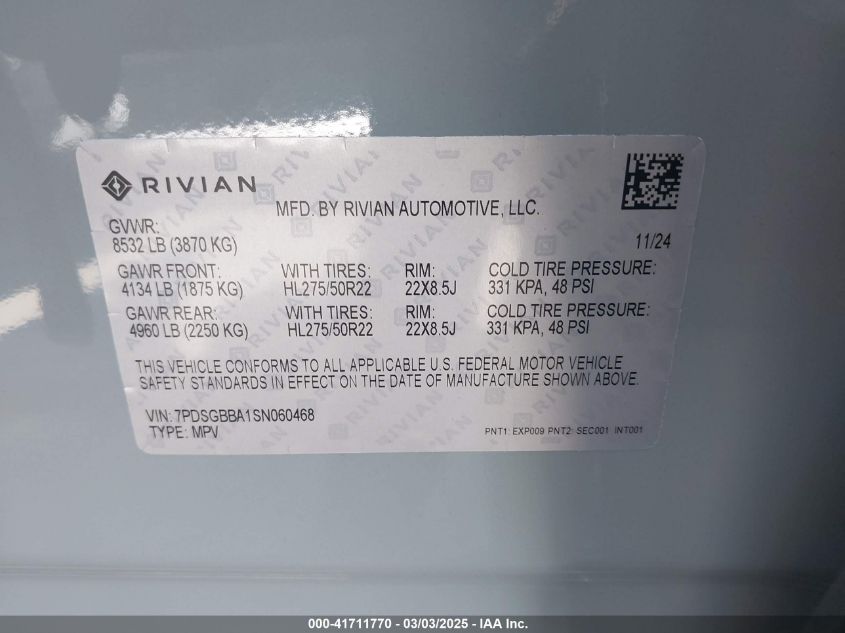 RIVIAN
MFD. BY RIVIAN AUTOMOTIVE, LLC.
GVWR:
8532 LB (3870 KG) 11/24
GAWR FRONT: WITH TIRES: RIM: COLD TIRE PRESSURE:
4134 LB (1875 KG) HL275/50R22 22X8.5J 331 KPA, 48 PSI
GAWR REAR: WITH TIRES: RIM: COLD TIRE PRESSURE:
4960 LB (2250 KG) HL275/50R22 22X8.5J 331 KPA, 48 PSI
THIS VEHICLE CONFORMS TO ALL APPLICABLE U.S. FEDERAL MOTOR VEHICLE
SAFETY STANDARDS IN EFFECT ON THE DATE OF MANUFACTURE SHOWN ABOVE.
VIN: 7PDSGBBA1SN060468
TYPE: MPV
PNT1: EXP009 PNT2: SEC001 INT001
000-41711770 - 03/03/2025 - IAA Inc.